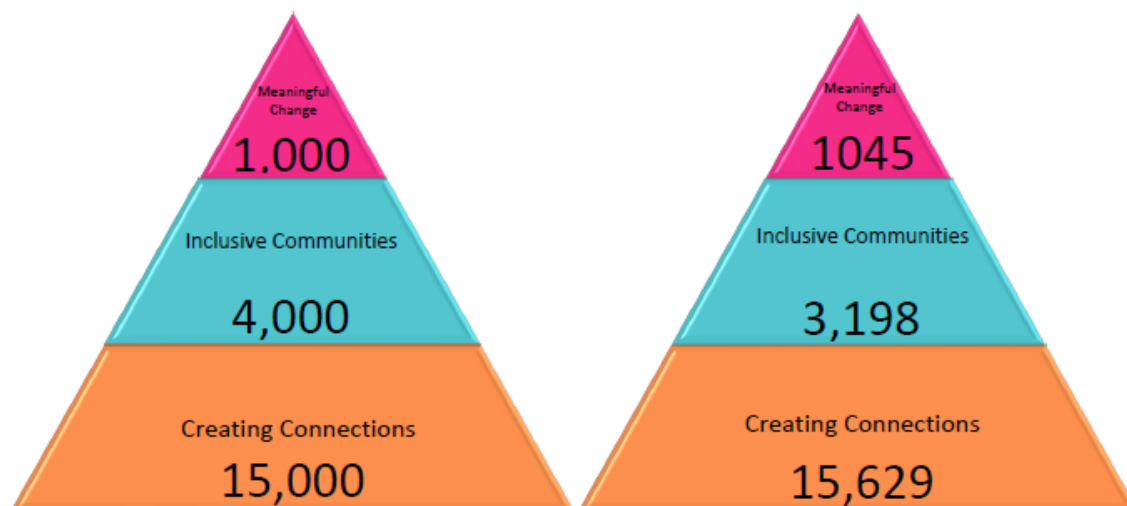 Meaningful
Change
1,000
Inclusive Communities
4,000
Creating Connections
15,000
Meaningful
Change
1045
Inclusive Communities
3,198
Creating Connections
15,629